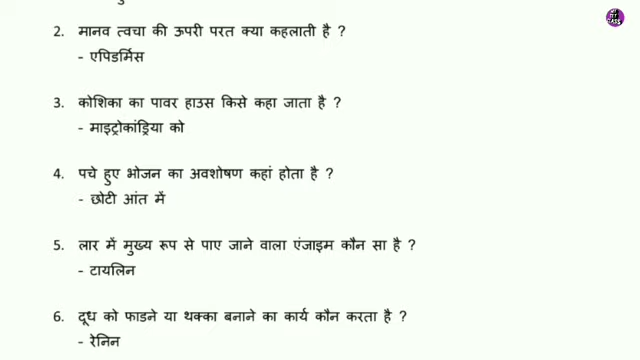 2. मानव त्वचा की ऊपरी परत क्या कहलाती है ?
- एपिडर्मिस
3. कोशिका का पावर हाउस किसे कहा जाता है ?
- माइट्रोकांड्रिया को
4. पचे हुए भोजन का अवशोषण कहां होता है ?
- छोटी आंत में
5. लार में मुख्य रूप से पाए जाने वाला एंजाइम कौन सा है ?
- टायलिन
6. दूध को फाडने या थक्का बनाने का कार्य कौन करता है ?
- रेनिन